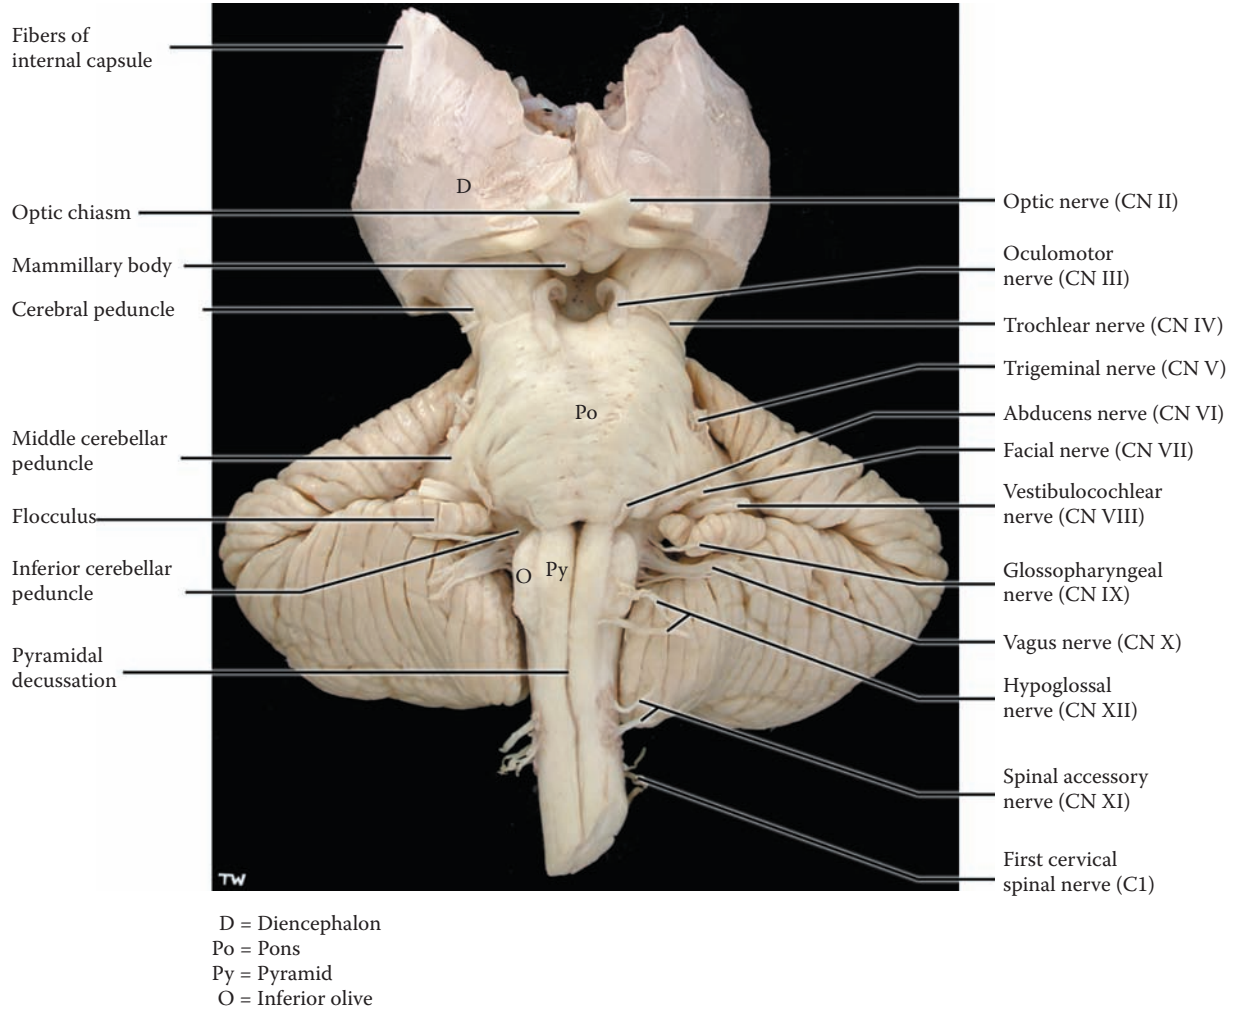 Fibers of
internal capsule
Optic chiasm
Mammillary body
Cerebral peduncle
Middle cerebellar
peduncle
Flocculus
Inferior cerebellar
peduncle
Pyramidal
decussation
D
Po
O
Py
Optic nerve (CN II)
Oculomotor
nerve (CN III)
Trochlear nerve (CN IV)
Trigeminal nerve (CN V)
Abducens nerve (CN VI)
Facial nerve (CN VII)
Vestibulocochlear
nerve (CN VIII)
Glossopharyngeal
nerve (CN IX)
Vagus nerve (CN X)
Hypoglossal
nerve (CN XII)
Spinal accessory
nerve (CN XI)
First cervical
spinal nerve (C1)
TW
D = Diencephalon
Po = Pons
Py = Pyramid
O = Inferior olive